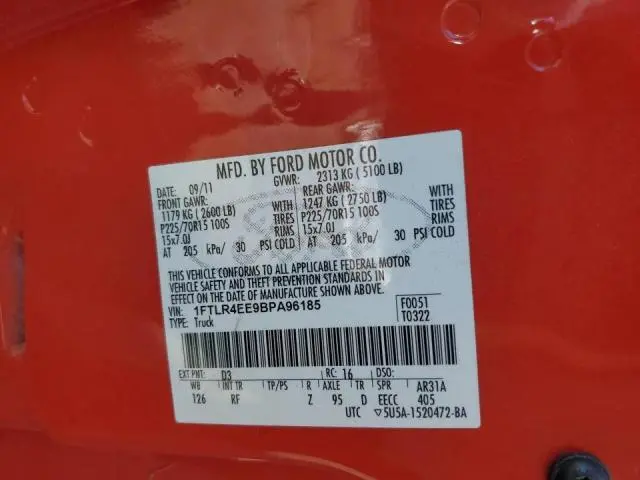 MFD. BY FORD MOTOR CO.
DATE: 09/11 GVWR: 2313 KG ( 5100 LB)
FRONT GAWR: REAR GAWR:
1179 KG ( 2600 LB) WITH 1247 KG ( 2750 LB) WITH
P225/70R15 100S TIRES P225/70R15 100S TIRES
15x7.0J RIMS 15x7.0J RIMS
AT 205 kPa/ 30 PSI COLD AT 205 kPa/ 30 PSI COLD
THIS VEHICLE CONFORMS TO ALL APPLICABLE FEDERAL MOTOR
VEHICLE SAFETY AND THEFT PREVENTION STANDARDS IN
EFFECT ON THE DATE OF MANUFACTURE SHOWN ABOVE.
VIN: 1FTLR4EE9BPA96185 F0051
TYPE: Truck T0322
EXT PNT: D3 RC: 16 DSO:
WB INT TR TP/PS R AXLE TR SPR AR31A
126 RF Z 95 D EECC 405
UTC ▽5U5A-1520472-BA